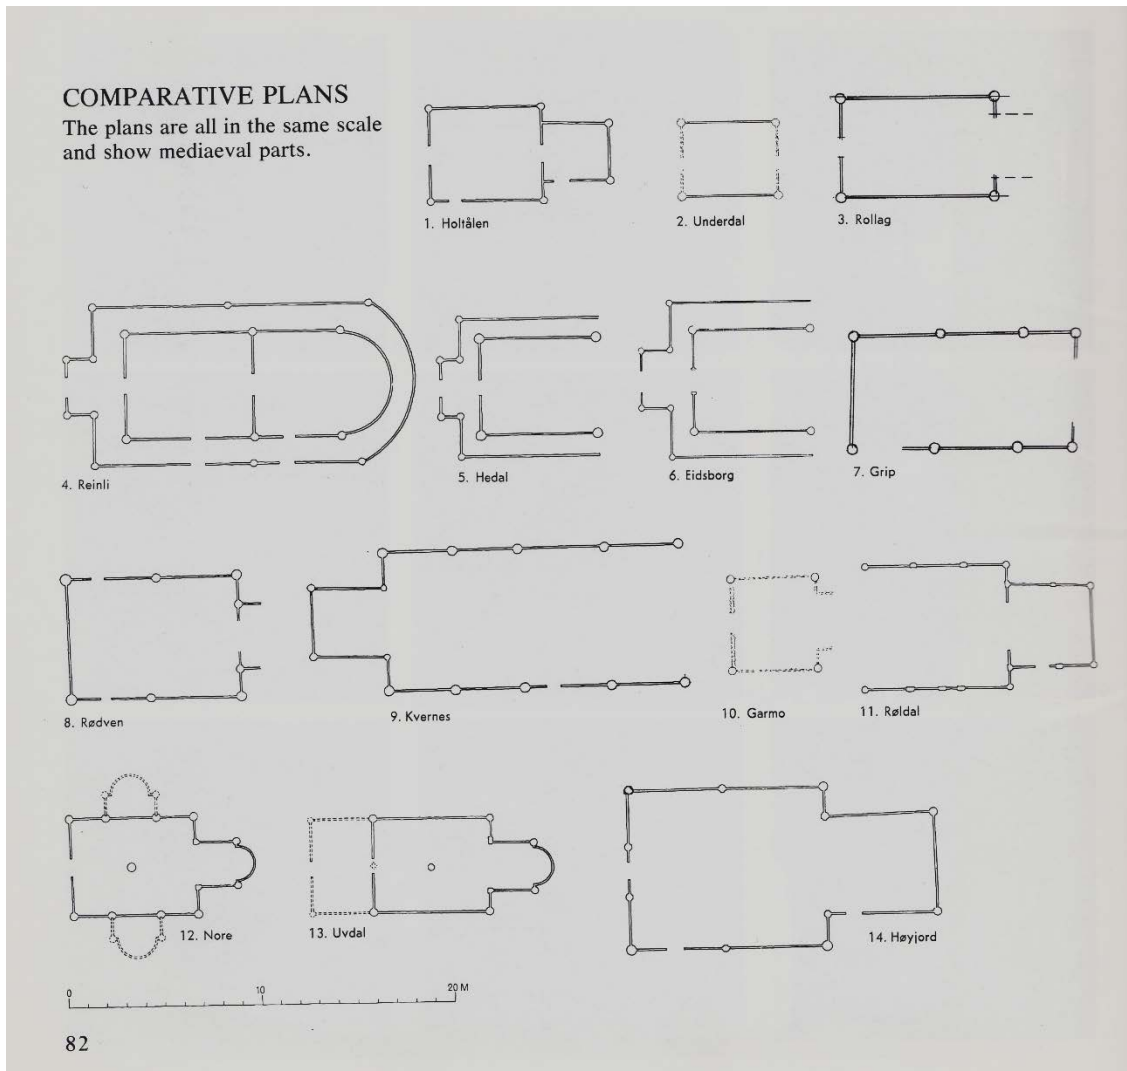 COMPARATIVE PLANS
The plans are all in the same scale
and show mediaeval parts.
1. Holtålen
2. Underdal
3. Rollag
4. Reinli
5. Hedal
6. Eidsborg
7. Grip
8. Rødven
9. Kvernes
10. Garmo
11. Røldal
12. Nore
13. Uvdal
14. Høyjord
0 10 20 M
82